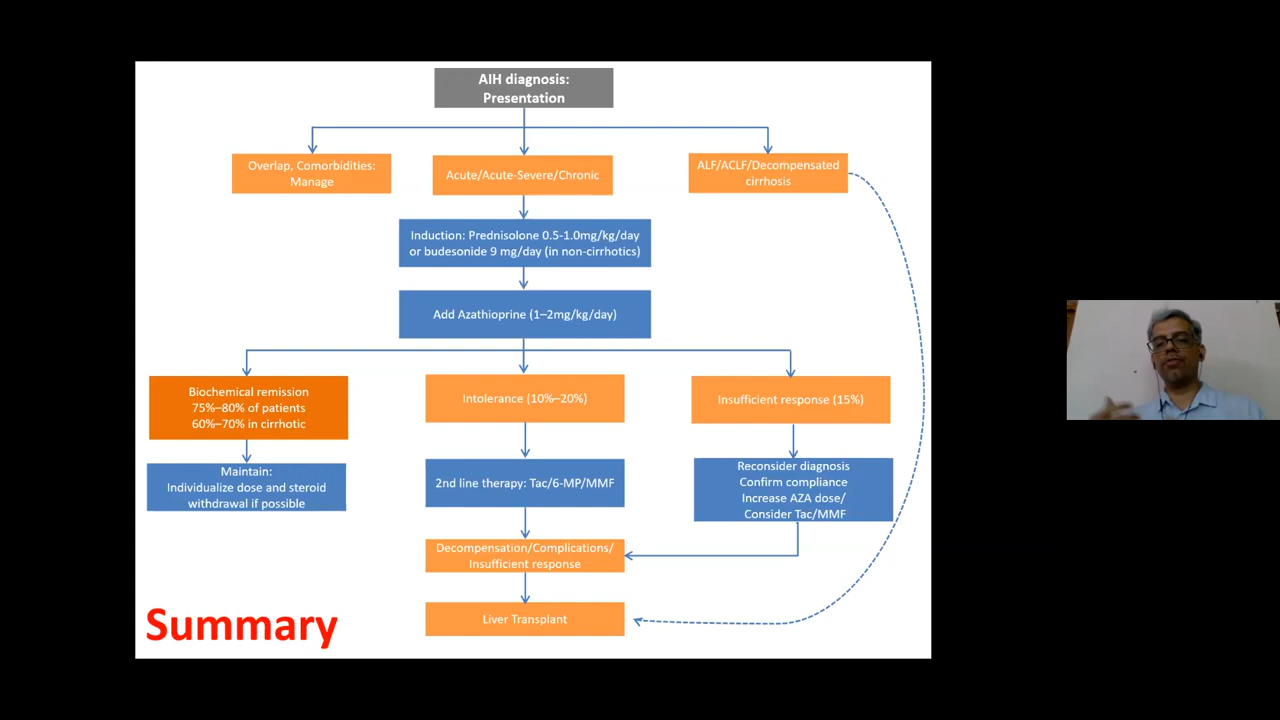 AIH diagnosis:
Presentation
Overlap, Comorbidities:
Manage
Acute/Acute-Severe/Chronic
ALF/ACLF/Decompensated
cirrhosis
Induction: Prednisolone 0.5-1.0mg/kg/day
or budesonide 9 mg/day (in non-cirrhotics)
Add Azathioprine (1–2mg/kg/day)
Biochemical remission
75%–80% of patients
60%–70% in cirrhotic
Intolerance (10%–20%)
Insufficient response (15%)
Maintain:
Individualize dose and steroid
withdrawal if possible
2nd line therapy: Tac/6-MP/MMF
Reconsider diagnosis
Confirm compliance
Increase AZA dose/
Consider Tac/MMF
Decompensation/Complications/
Insufficient response
Liver Transplant
Summary